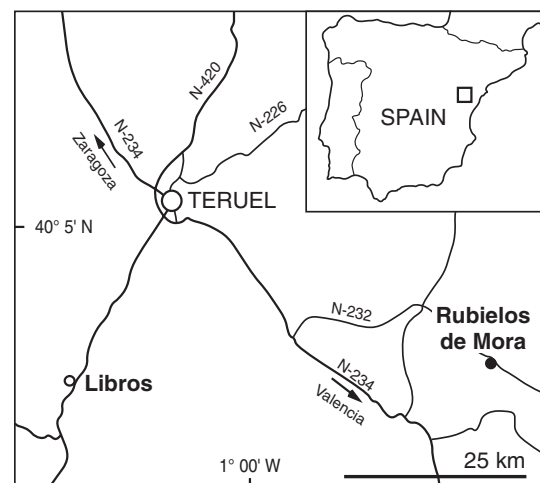 N-420
N-234
Zaragoza
N-226
SPAIN
TERUEL
40° 5' N
N-232
Rubielos
de Mora
N-234
Valencia
Libros
1° 00' W
25 km